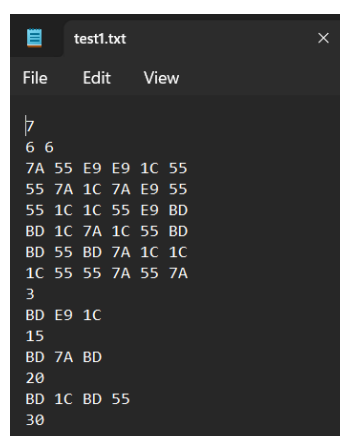 test1.txt
File Edit View
7
6 6
7A 55 E9 E9 1C 55
55 7A 1C 7A E9 55
55 1C 1C 55 E9 BD
BD 1C 7A 1C 55 BD
BD 55 BD 7A 1C 1C
1C 55 55 7A 55 7A
3
BD E9 1C
15
BD 7A BD
20
BD 1C BD 55
30